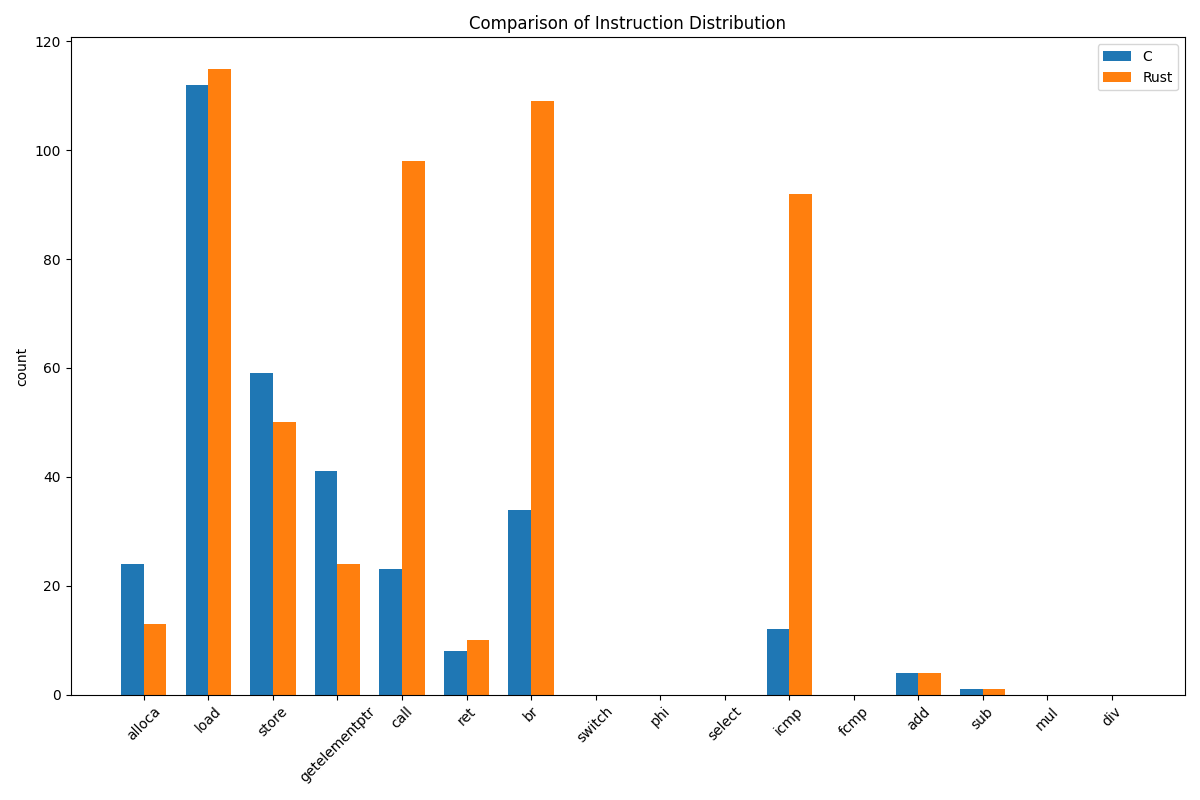 Comparison of Instruction Distribution
C
Rust
count
120
100
80
60
40
20
0
alloca
load
store
getelementptr
call
ret
br
switch
phi
select
icmp
fcmp
add
sub
mul
div